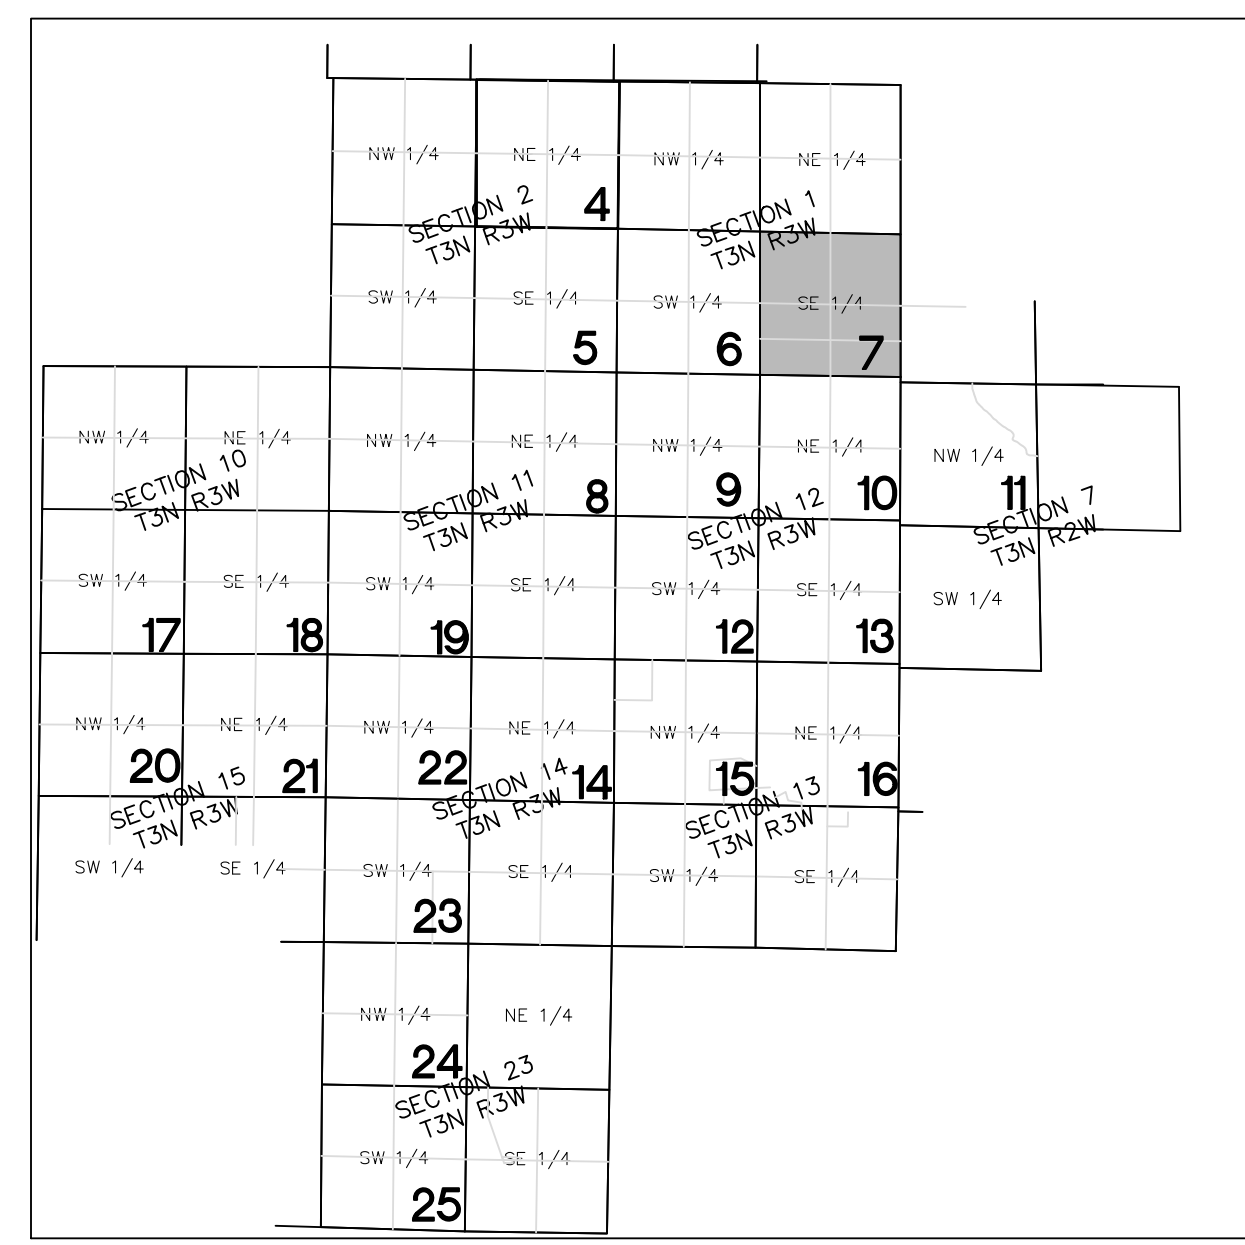 NW 1/4 NE 1/4 NW 1/4 NE 1/4
4
SECTION 2
T3N R3W
SECTION 1
T3N R3W
SW 1/4 SE 1/4 SW 1/4 SE 1/4
5 6 7
NW 1/4 NE 1/4 NW 1/4 NE 1/4 NW 1/4 NE 1/4 NW 1/4
8 9 10 11
SECTION 10
T3N R3W
SECTION 11
T3N R3W
SECTION 12
T3N R3W
SECTION 7
T3N R2W
SW 1/4 SE 1/4 SW 1/4 SE 1/4 SW 1/4 SE 1/4 SW 1/4
17 18 19 12 13
NW 1/4 NE 1/4 NW 1/4 NE 1/4 NW 1/4 NE 1/4
20 21 22 14 15 16
SECTION 15
T3N R3W
SECTION 14
T3N R3W
SECTION 13
T3N R3W
SW 1/4 SE 1/4 SW 1/4 SE 1/4 SW 1/4 SE 1/4
23
NW 1/4 NE 1/4
24
SECTION 23
T3N R3W
SW 1/4 SE 1/4
25